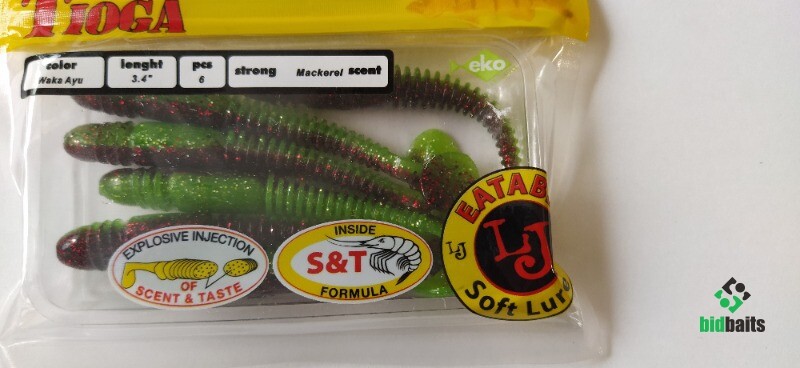 TIOGA
color
Waka Ayu
lenght
3.4"
pcs
6
strong Mackerel scent
eko
EXPLOSIVE INJECTION
OF
SCENT & TASTE
INSIDE
S&T
FORMULA
LJ
LJ
Soft Lure
bidbaits